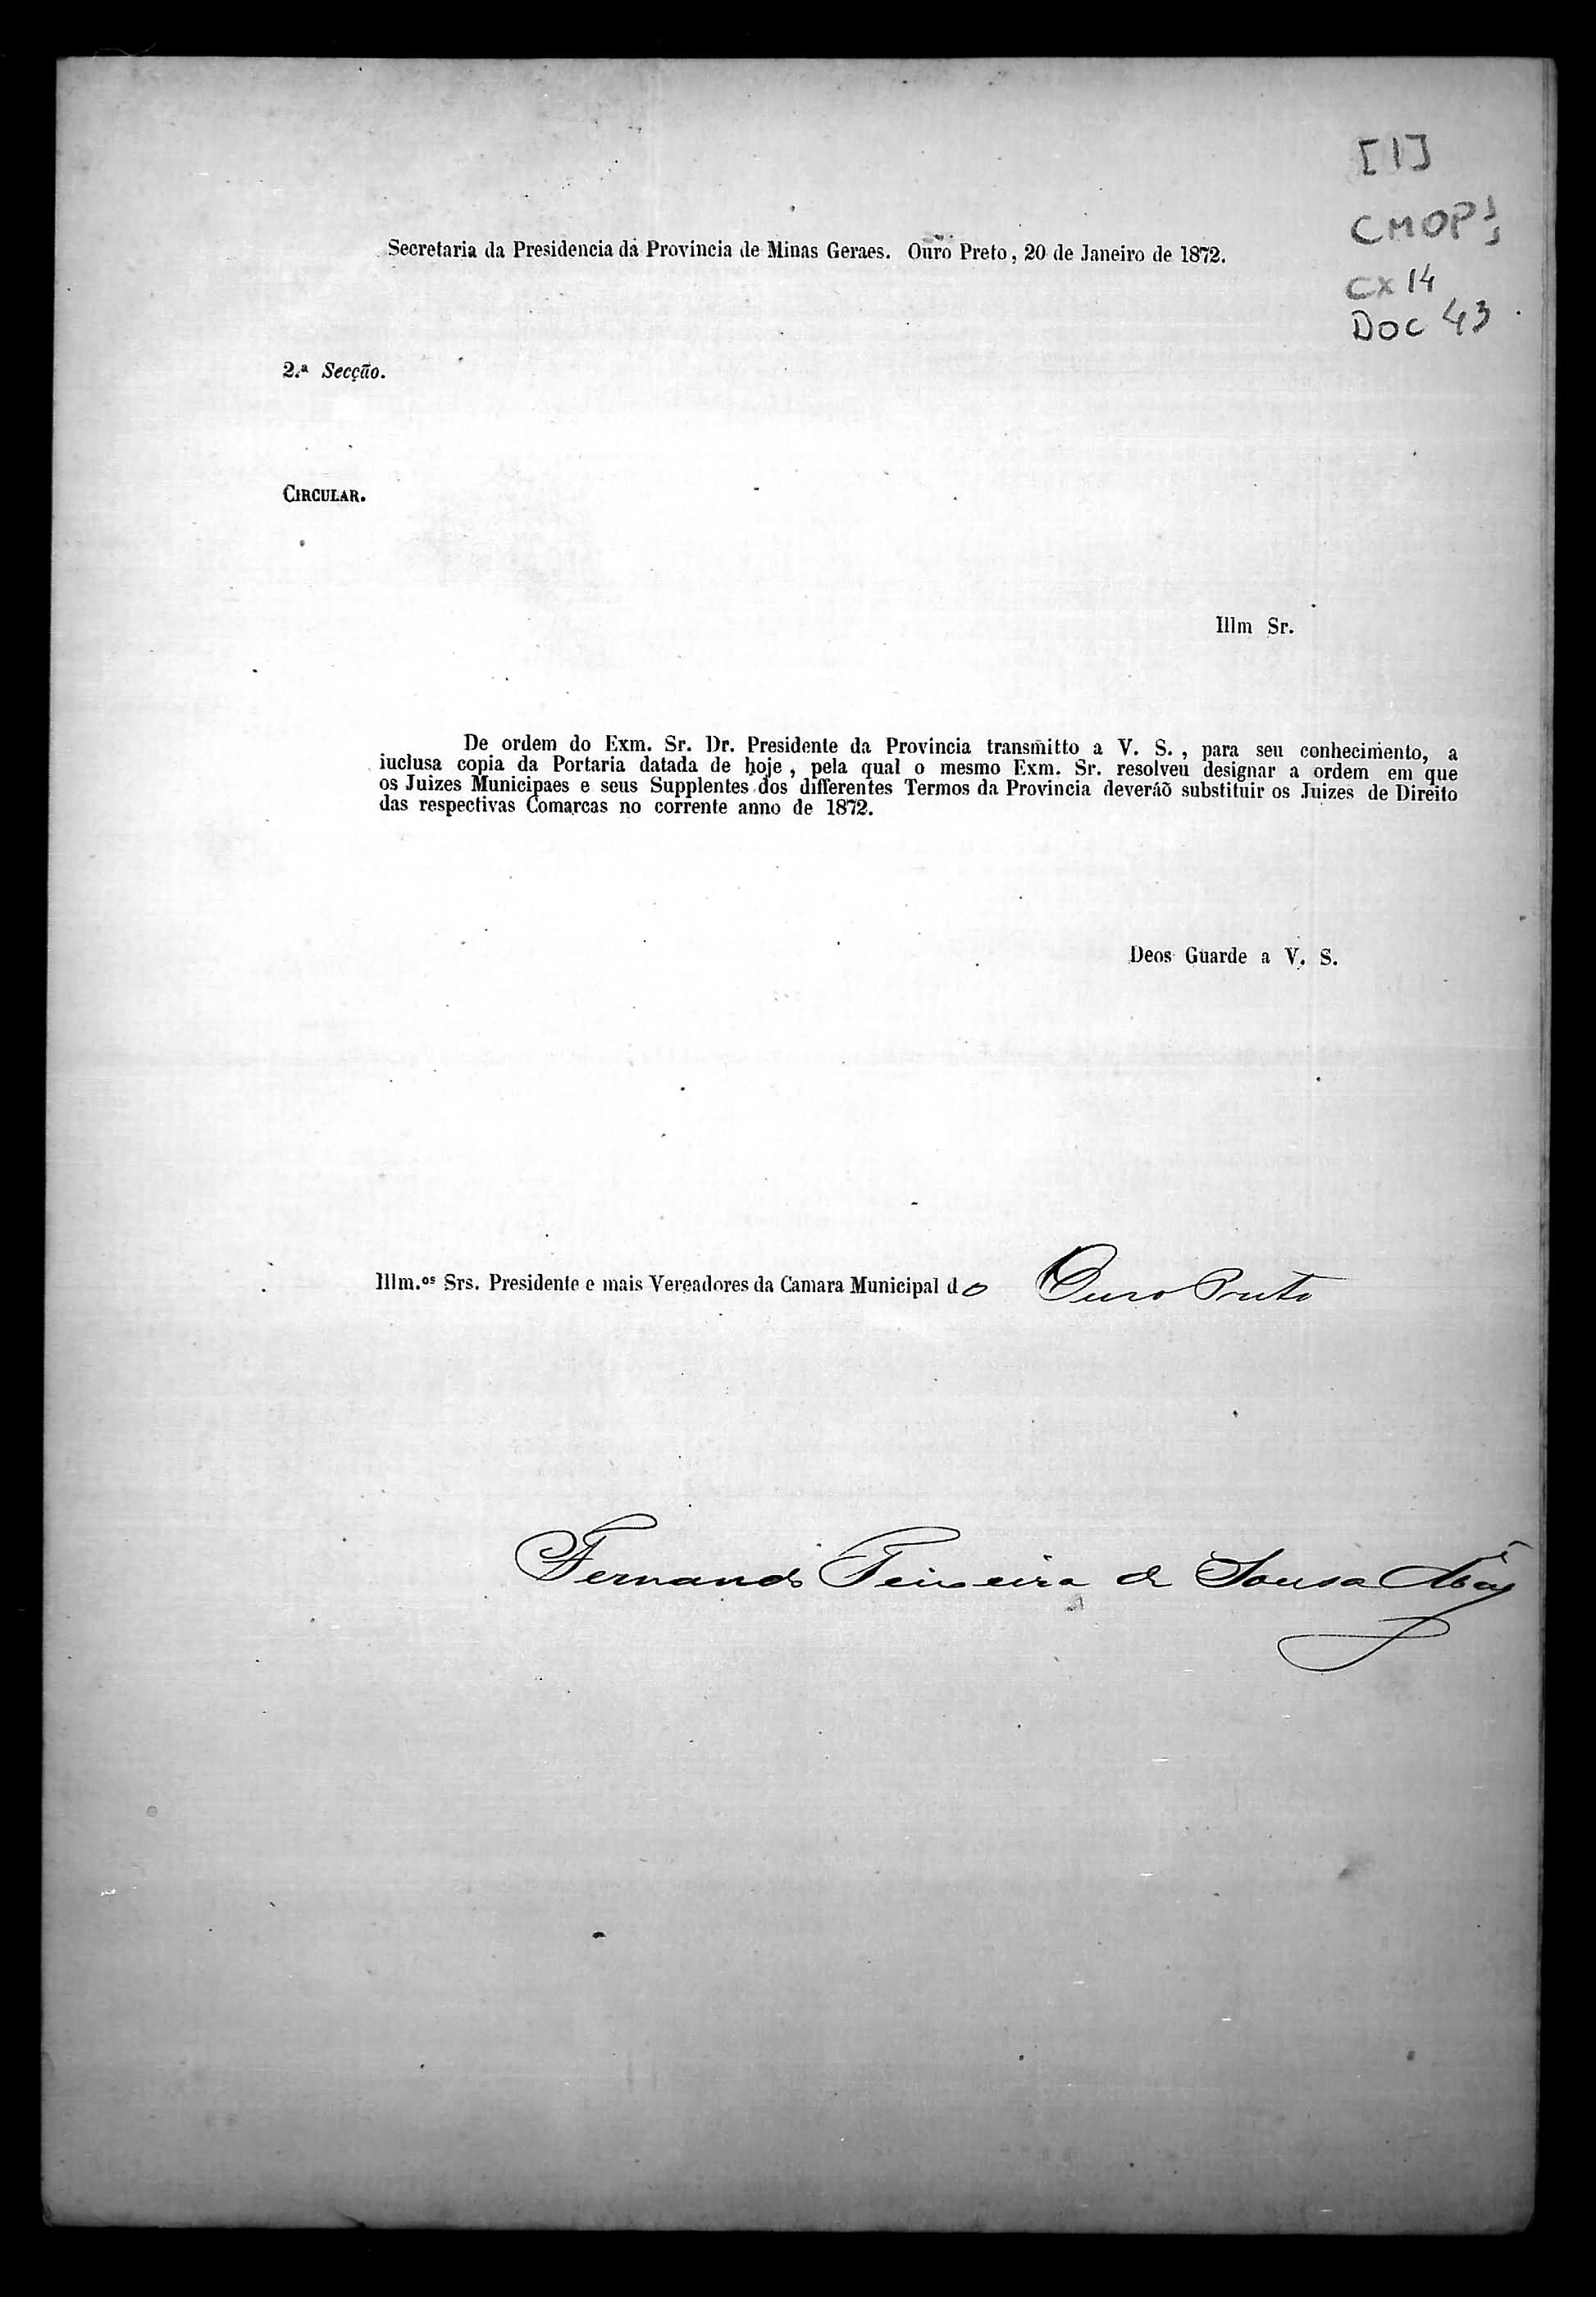 [1]
CMOP
CX 14
DOC 43
Secretaria da Presidencia da Provincia de Minas Geraes. Ouro Preto, 20 de Janeiro de 1872.
2.ª Secção.
CIRCULAR.
Illm Sr.
De ordem do Exm. Sr. Dr. Presidente da Provincia transmitto a V. S., para seu conhecimento, a
iuclusa copia da Portaria datada de hoje, pela qual o mesmo Exm. Sr. resolveu designar a ordem em que
os Juizes Municipaes e seus Supplentes dos differentes Termos da Provincia deveráõ substituir os Juizes de Direito
das respectivas Comarcas no corrente anno de 1872.
Deos Guarde a V. S.
Illm.os Srs. Presidente e mais Vereadores da Camara Municipal do Ouro Preto
Fernando Teixeira de Sousa